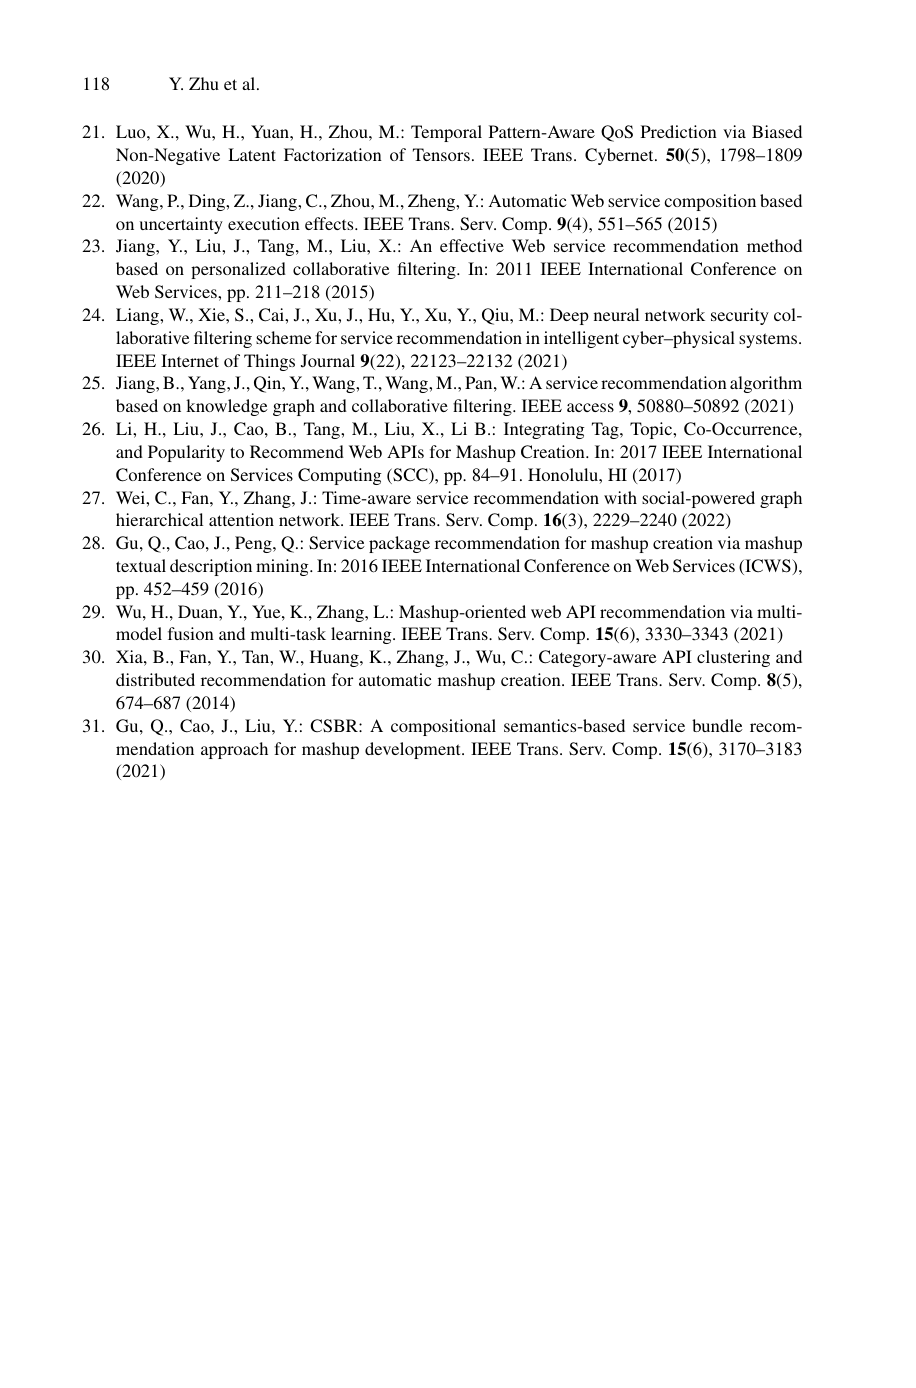 118 Y. Zhu et al.
21. Luo, X., Wu, H., Yuan, H., Zhou, M.: Temporal Pattern-Aware QoS Prediction via Biased
Non-Negative Latent Factorization of Tensors. IEEE Trans. Cybernet. 50(5), 1798–1809
(2020)
22. Wang, P., Ding, Z., Jiang, C., Zhou, M., Zheng, Y.: Automatic Web service composition based
on uncertainty execution effects. IEEE Trans. Serv. Comp. 9(4), 551–565 (2015)
23. Jiang, Y., Liu, J., Tang, M., Liu, X.: An effective Web service recommendation method
based on personalized collaborative filtering. In: 2011 IEEE International Conference on
Web Services, pp. 211–218 (2015)
24. Liang, W., Xie, S., Cai, J., Xu, J., Hu, Y., Xu, Y., Qiu, M.: Deep neural network security col-
laborative filtering scheme for service recommendation in intelligent cyber–physical systems.
IEEE Internet of Things Journal 9(22), 22123–22132 (2021)
25. Jiang, B., Yang, J., Qin, Y., Wang, T., Wang, M., Pan, W.: A service recommendation algorithm
based on knowledge graph and collaborative filtering. IEEE access 9, 50880–50892 (2021)
26. Li, H., Liu, J., Cao, B., Tang, M., Liu, X., Li B.: Integrating Tag, Topic, Co-Occurrence,
and Popularity to Recommend Web APIs for Mashup Creation. In: 2017 IEEE International
Conference on Services Computing (SCC), pp. 84–91. Honolulu, HI (2017)
27. Wei, C., Fan, Y., Zhang, J.: Time-aware service recommendation with social-powered graph
hierarchical attention network. IEEE Trans. Serv. Comp. 16(3), 2229–2240 (2022)
28. Gu, Q., Cao, J., Peng, Q.: Service package recommendation for mashup creation via mashup
textual description mining. In: 2016 IEEE International Conference on Web Services (ICWS),
pp. 452–459 (2016)
29. Wu, H., Duan, Y., Yue, K., Zhang, L.: Mashup-oriented web API recommendation via multi-
model fusion and multi-task learning. IEEE Trans. Serv. Comp. 15(6), 3330–3343 (2021)
30. Xia, B., Fan, Y., Tan, W., Huang, K., Zhang, J., Wu, C.: Category-aware API clustering and
distributed recommendation for automatic mashup creation. IEEE Trans. Serv. Comp. 8(5),
674–687 (2014)
31. Gu, Q., Cao, J., Liu, Y.: CSBR: A compositional semantics-based service bundle recom-
mendation approach for mashup development. IEEE Trans. Serv. Comp. 15(6), 3170–3183
(2021)